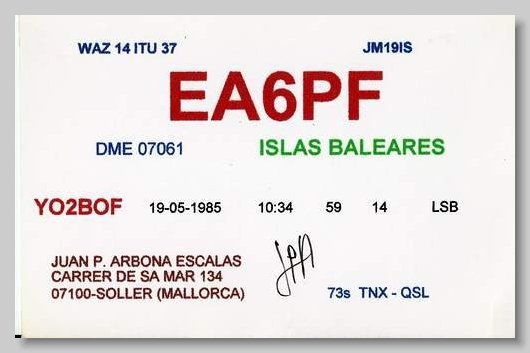 WAZ 14 ITU 37 JM19IS
EA6PF
DME 07061 ISLAS BALEARES
YO2BOF 19-05-1985 10:34 59 14 LSB
JUAN P. ARBONA ESCALAS
CARRER DE SA MAR 134
07100-SOLLER (MALLORCA) 73s TNX - QSL